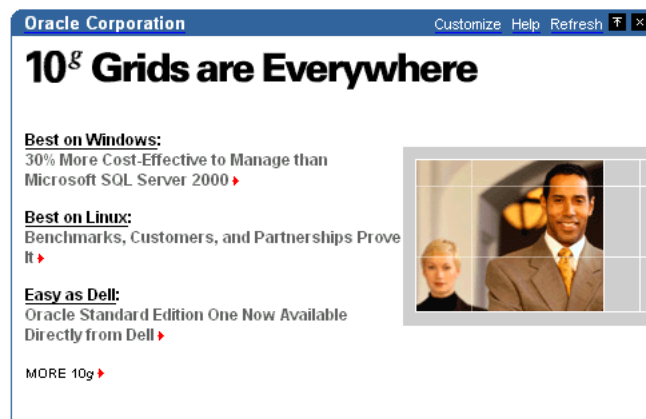 Oracle Corporation Customize Help Refresh
10g Grids are Everywhere
Best on Windows:
30% More Cost-Effective to Manage than
Microsoft SQL Server 2000
Best on Linux:
Benchmarks, Customers, and Partnerships Prove
It
Easy as Dell:
Oracle Standard Edition One Now Available
Directly from Dell
MORE 10g